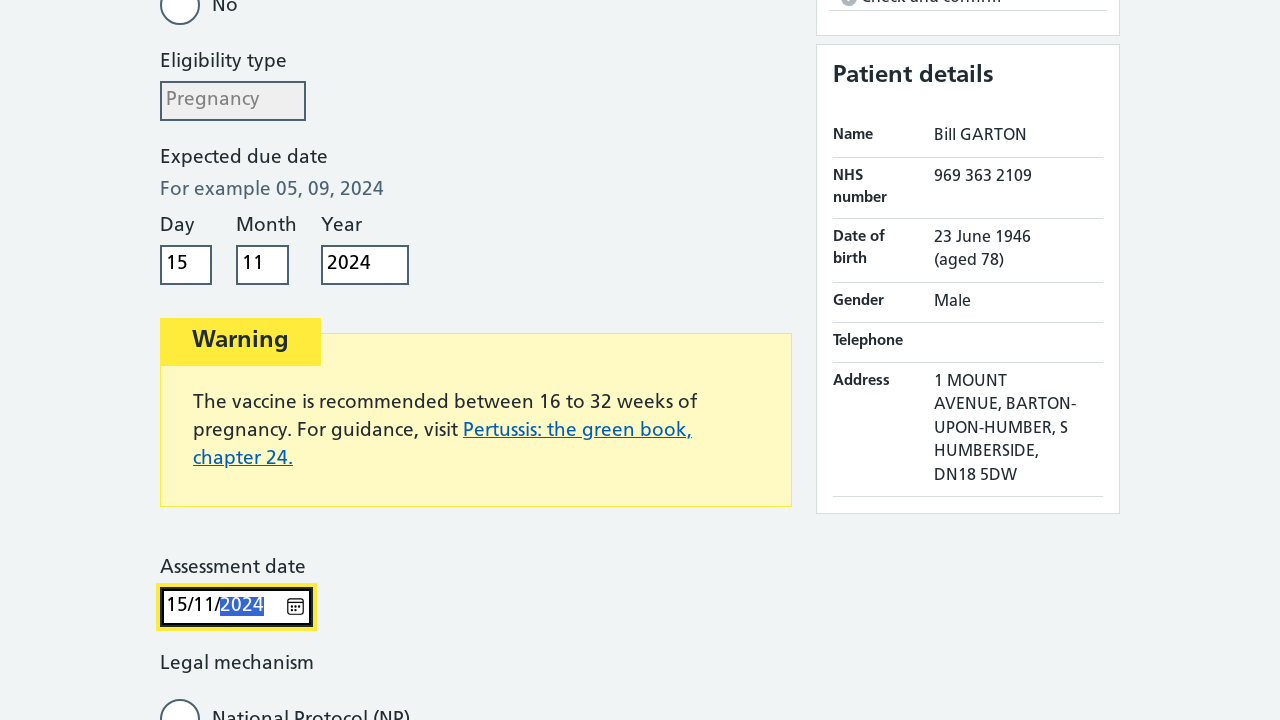 No
Check and confirm
Eligibility type
Pregnancy
Expected due date
For example 05, 09, 2024
Day Month Year
15 11 2024
Warning
The vaccine is recommended between 16 to 32 weeks of
pregnancy. For guidance, visit Pertussis: the green book,
chapter 24.
Assessment date
15/11/2024
Legal mechanism
National Protocol (NP)
Patient details
Name Bill GARTON
NHS number 969 363 2109
Date of birth 23 June 1946
(aged 78)
Gender Male
Telephone
Address 1 MOUNT
AVENUE, BARTON-
UPON-HUMBER, S
HUMBERSIDE,
DN18 5DW